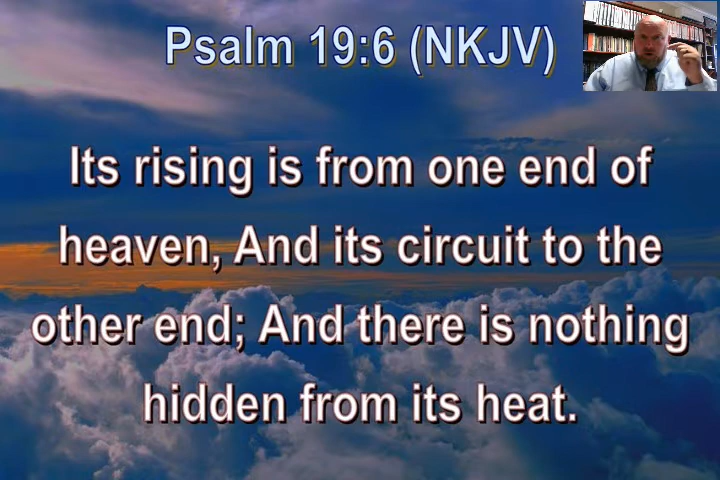 Psalm 19:6 (NKJV)
Its rising is from one end of
heaven, And its circuit to the
other end; And there is nothing
hidden from its heat.